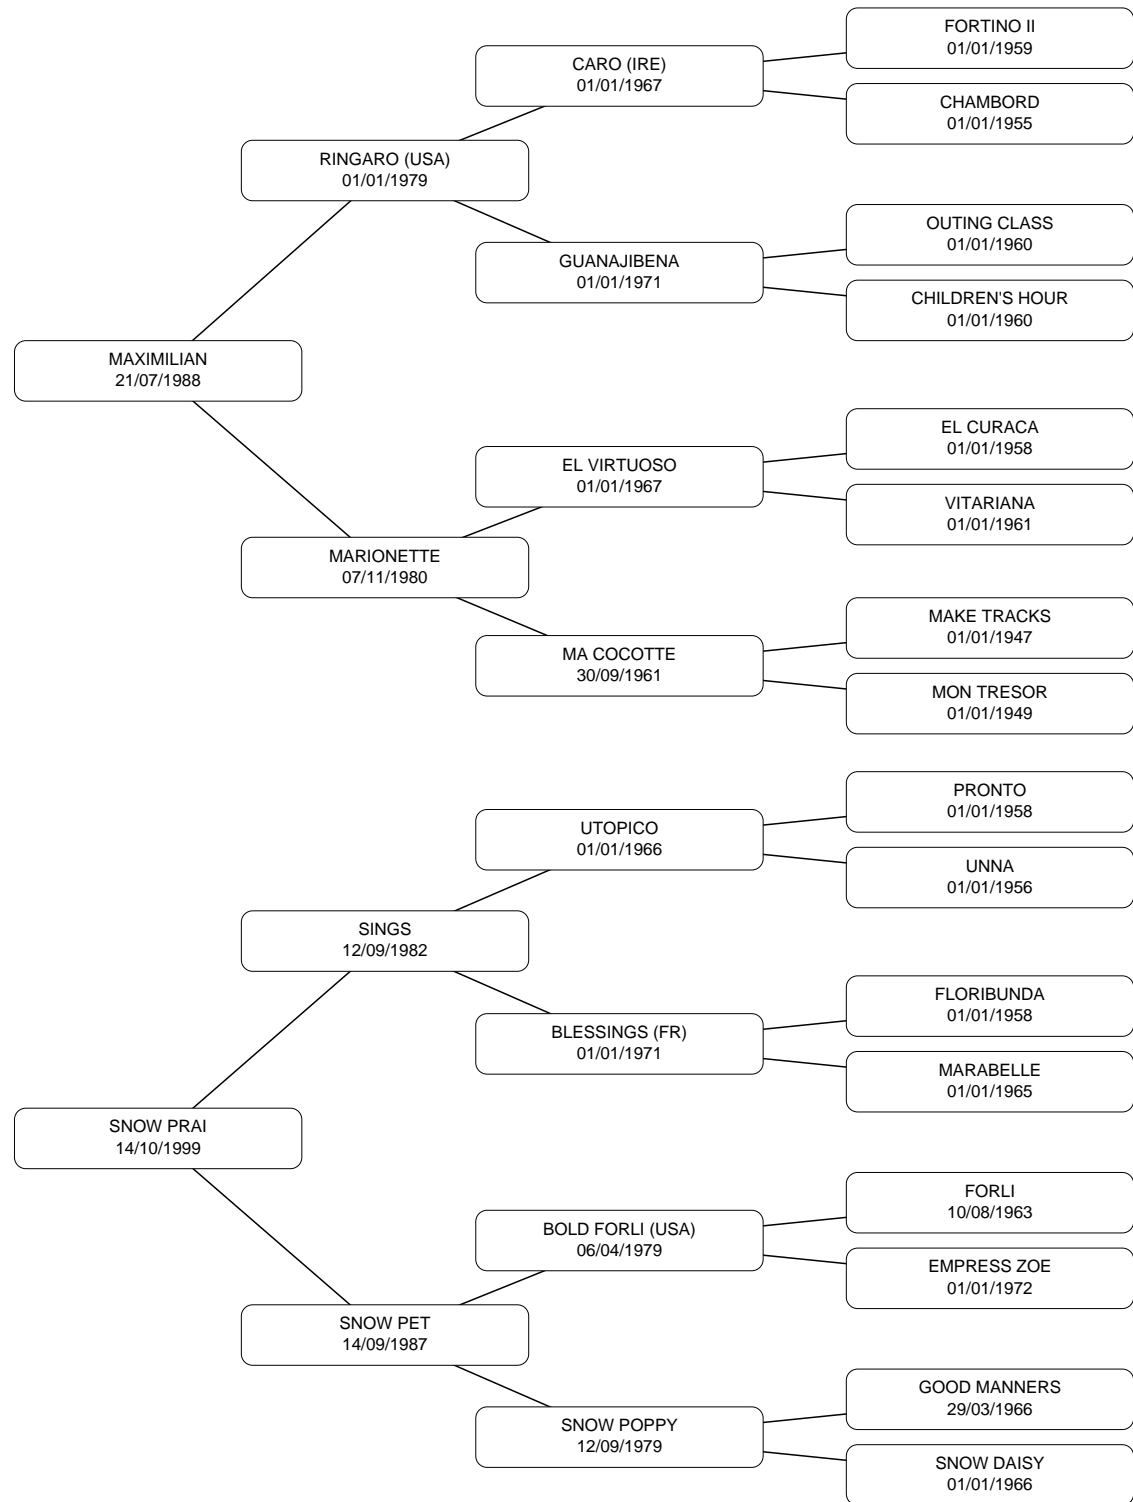 FORTINO II
01/01/1959
CARO (IRE)
01/01/1967
CHAMBORD
01/01/1955
RINGARO (USA)
01/01/1979
OUTING CLASS
01/01/1960
GUANAJIBENA
01/01/1971
CHILDREN'S HOUR
01/01/1960
MAXIMILIAN
21/07/1988
EL CURACA
01/01/1958
EL VIRTUOSO
01/01/1967
VITARIANA
01/01/1961
MARIONETTE
07/11/1980
MAKE TRACKS
01/01/1947
MA COCOTTE
30/09/1961
MON TRESOR
01/01/1949
PRONTO
01/01/1958
UTOPICO
01/01/1966
UNNA
01/01/1956
SINGS
12/09/1982
FLORIBUNDA
01/01/1958
BLESSINGS (FR)
01/01/1971
MARABELLE
01/01/1965
SNOW PRAI
14/10/1999
FORLI
10/08/1963
BOLD FORLI (USA)
06/04/1979
EMPRESS ZOE
01/01/1972
SNOW PET
14/09/1987
GOOD MANNERS
29/03/1966
SNOW POPPY
12/09/1979
SNOW DAISY
01/01/1966